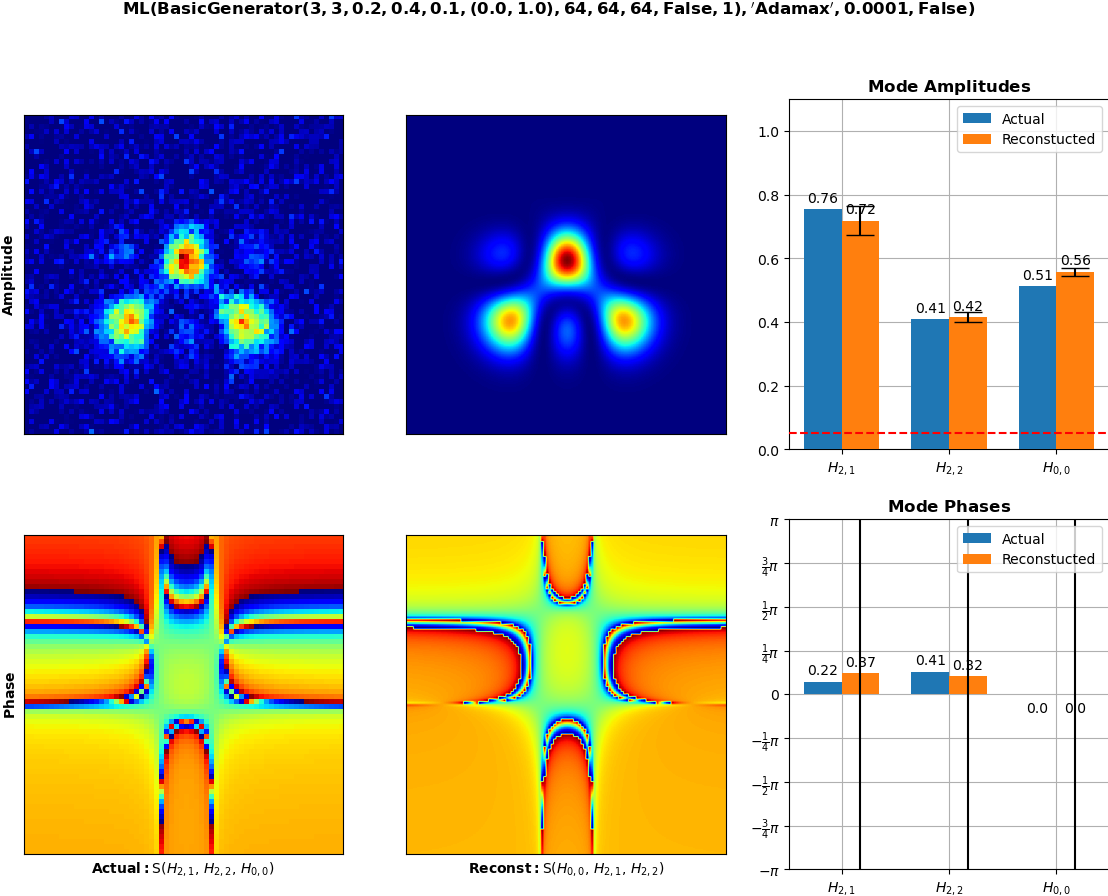 ML(BasicGenerator(3, 3, 0.2, 0.4, 0.1, (0.0, 1.0), 64, 64, 64, False, 1), 'Adamax', 0.0001, False)
Amplitude
Mode Amplitudes
Actual
Reconstucted
1.0
0.8
0.6
0.4
0.2
0.0
0.76
0.72
0.41
0.42
0.51
0.56
H2,1
H2,2
H0,0
Phase
Actual: S(H2,1, H2,2, H0,0)
Reconst: S(H0,0, H2,1, H2,2)
Mode Phases
Actual
Reconstucted
π
3/4π
1/2π
1/4π
0
−1/4π
−1/2π
−3/4π
−π
0.22
0.37
0.41
0.32
0.0
0.0
H2,1
H2,2
H0,0